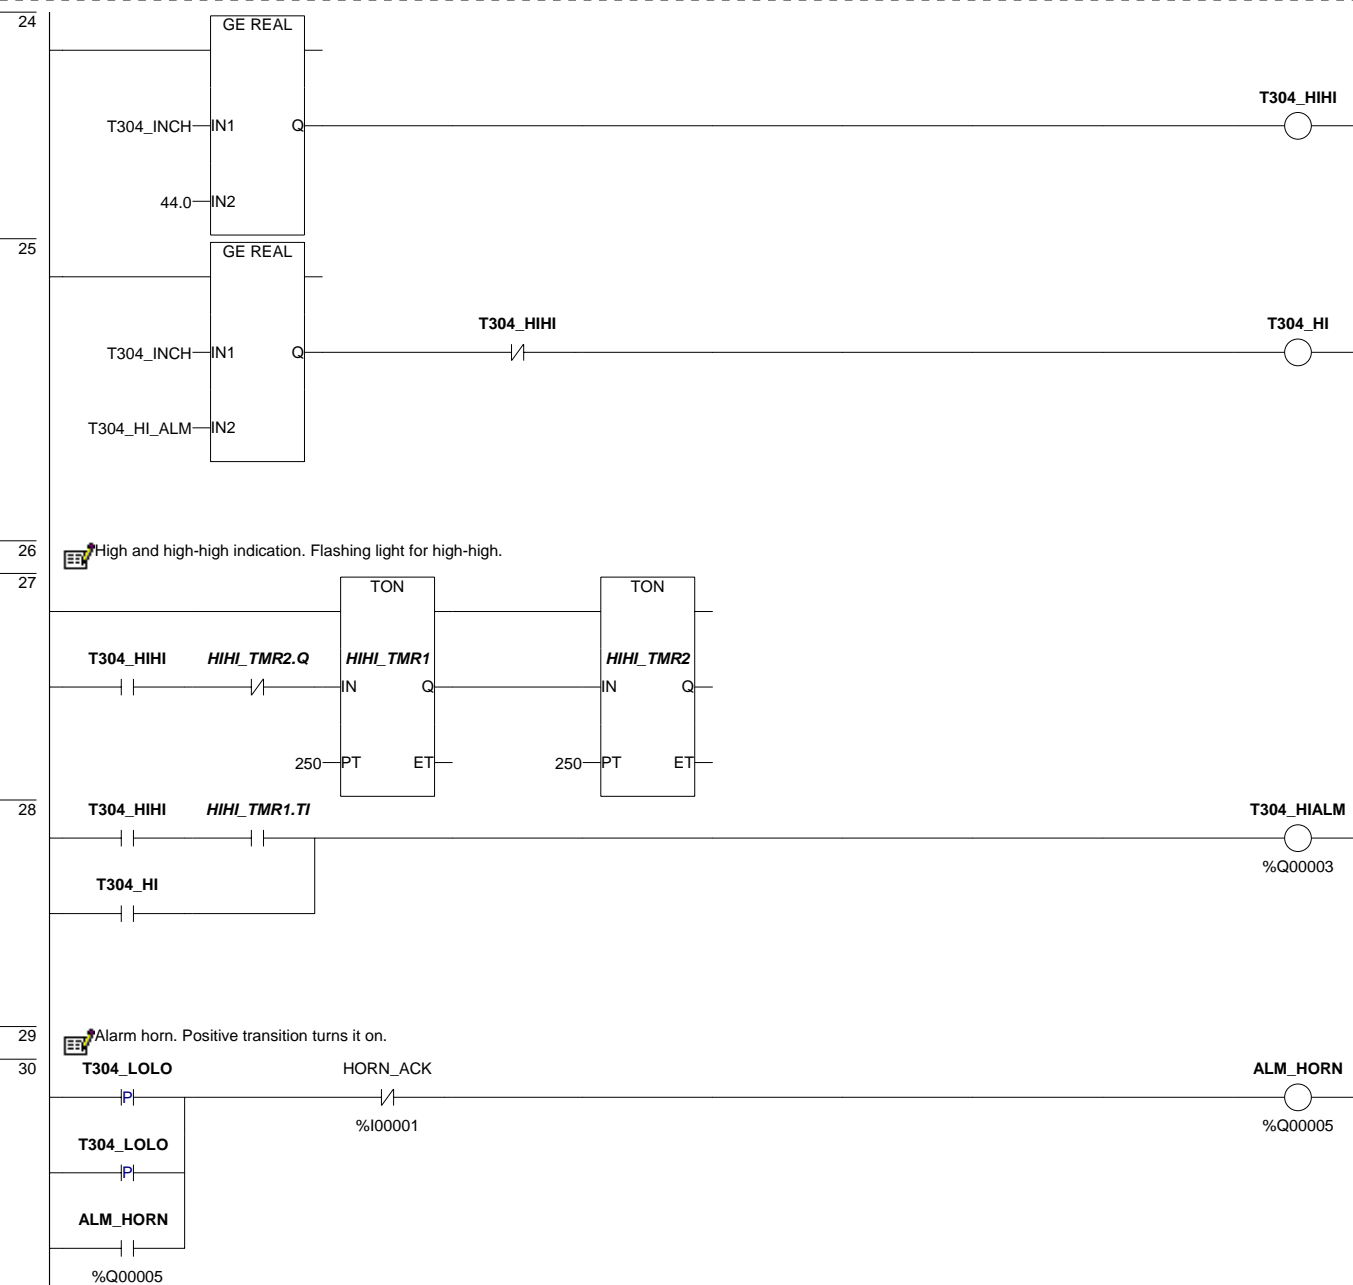 24
GE REAL
T304_HIHI
T304_INCH IN1 Q
44.0 IN2
25
GE REAL
T304_HIHI T304_HI
T304_INCH IN1 Q
T304_HI_ALM IN2
26 High and high-high indication. Flashing light for high-high.
27
TON TON
T304_HIHI HIHI_TMR2.Q HIHI_TMR1 HIHI_TMR2
IN Q IN Q
250 PT ET 250 PT ET
28 T304_HIHI HIHI_TMR1.TI T304_HIALM
%Q00003
T304_HI
29 Alarm horn. Positive transition turns it on.
30 T304_LOLO HORN_ACK ALM_HORN
P
%I00001 %Q00005
T304_LOLO
P
ALM_HORN
%Q00005